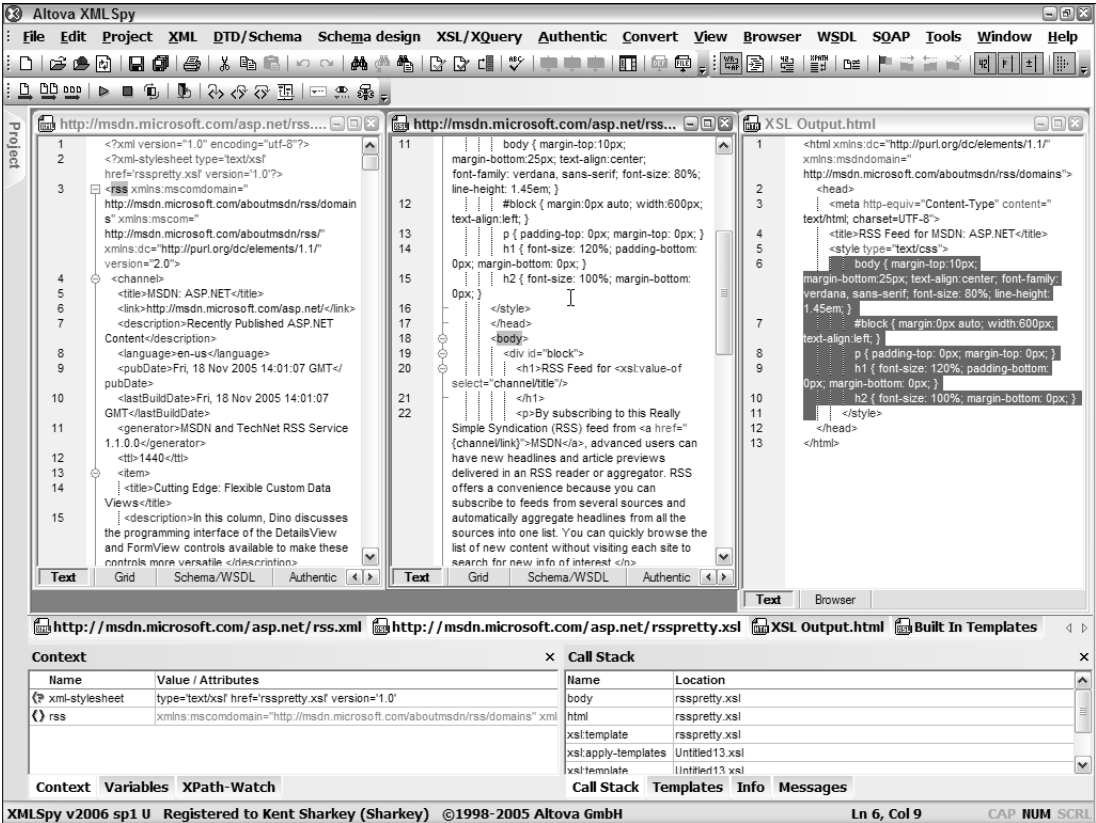 Altova XMLSpy
File Edit Project XML DTD/Schema Schema design XSL/XQuery Authentic Convert View Browser WSDL SOAP Tools Window Help
Project
http://msdn.microsoft.com/asp.net/rss....
1 <?xml version="1.0" encoding="utf-8"?>
2 <?xml-stylesheet type='text/xsl'
href='rsspretty.xsl' version='1.0'?>
3 <rss xmlns:mscomdomain="
http://msdn.microsoft.com/aboutmsdn/rss/domain
s" xmlns:mscom="
http://msdn.microsoft.com/aboutmsdn/rss/"
xmlns:dc="http://purl.org/dc/elements/1.1/"
version="2.0">
4 <channel>
5 <title>MSDN: ASP.NET</title>
6 <link>http://msdn.microsoft.com/asp.net/</link>
7 <description>Recently Published ASP.NET
Content</description>
8 <language>en-us</language>
9 <pubDate>Fri, 18 Nov 2005 14:01:07 GMT</
pubDate>
10 <lastBuildDate>Fri, 18 Nov 2005 14:01:07
GMT</lastBuildDate>
11 <generator>MSDN and TechNet RSS Service
1.1.0.0</generator>
12 <ttl>1440</ttl>
13 <item>
14 <title>Cutting Edge: Flexible Custom Data
Views</title>
15 <description>In this column, Dino discusses
the programming interface of the DetailsView
and FormView controls available to make these
controls more versatile.</description>
Text Grid Schema/WSDL Authentic
http://msdn.microsoft.com/asp.net/rss...
11 body { margin-top:10px;
margin-bottom:25px; text-align:center;
font-family: verdana, sans-serif; font-size: 80%;
line-height: 1.45em; }
12 #block { margin:0px auto; width:600px;
text-align:left; }
13 p { padding-top: 0px; margin-top: 0px; }
14 h1 { font-size: 120%; padding-bottom:
0px; margin-bottom: 0px; }
15 h2 { font-size: 100%; margin-bottom:
0px; }
16 </style>
17 </head>
18 <body>
19 <div id="block">
20 <h1>RSS Feed for <xsl:value-of
select="channel/title"/>
21 </h1>
22 <p>By subscribing to this Really
Simple Syndication (RSS) feed from <a href="
{channel/link}">MSDN</a>, advanced users can
have new headlines and article previews
delivered in an RSS reader or aggregator. RSS
offers a convenience because you can
subscribe to feeds from several sources and
automatically aggregate headlines from all the
sources into one list. You can quickly browse the
list of new content without visiting each site to
search for new info of interest.</p>
Text Grid Schema/WSDL Authentic
XSL Output.html
1 <html xmlns:dc="http://purl.org/dc/elements/1.1/"
xmlns:msdndomain="
http://msdn.microsoft.com/aboutmsdn/rss/domains">
2 <head>
3 <meta http-equiv="Content-Type" content="
text/html; charset=UTF-8">
4 <title>RSS Feed for MSDN: ASP.NET</title>
5 <style type="text/css">
6 body { margin-top:10px;
margin-bottom:25px; text-align:center; font-family:
verdana, sans-serif; font-size: 80%; line-height:
1.45em; }
7 #block { margin:0px auto; width:600px;
text-align:left; }
8 p { padding-top: 0px; margin-top: 0px; }
9 h1 { font-size: 120%; padding-bottom:
0px; margin-bottom: 0px; }
10 h2 { font-size: 100%; margin-bottom: 0px; }
11 </style>
12 </head>
13 </html>
Text Browser
http://msdn.microsoft.com/asp.net/rss.xml http://msdn.microsoft.com/asp.net/rsspretty.xsl XSL Output.html Built In Templates
Context
Name Value / Attributes
xml-stylesheet type='text/xsl' href='rsspretty.xsl' version='1.0'
rss xmlns:mscomdomain="http://msdn.microsoft.com/aboutmsdn/rss/domains" xml
Context Variables XPath-Watch
Call Stack
Name Location
body rsspretty.xsl
html rsspretty.xsl
xsl:template rsspretty.xsl
xsl:apply-templates Untitled13.xsl
xsl:template Untitled13.xsl
Call Stack Templates Info Messages
XMLSpy v2006 sp1 U Registered to Kent Sharkey (Sharkey) ©1998-2005 Altova GmbH Ln 6, Col 9 CAP NUM SCRL